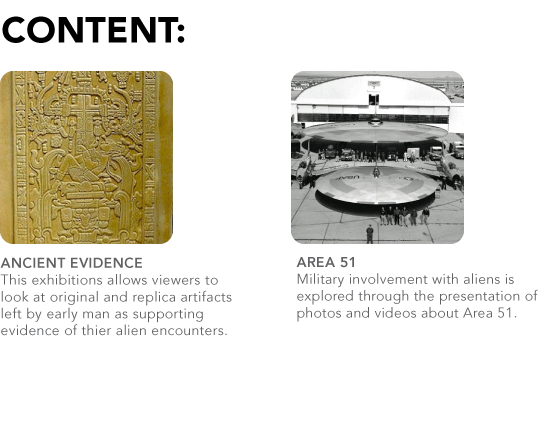 CONTENT:
ANCIENT EVIDENCE
This exhibitions allows viewers to
look at original and replica artifacts
left by early man as supporting
evidence of thier alien encounters.
AREA 51
Military involvement with aliens is
explored through the presentation of
photos and videos about Area 51.